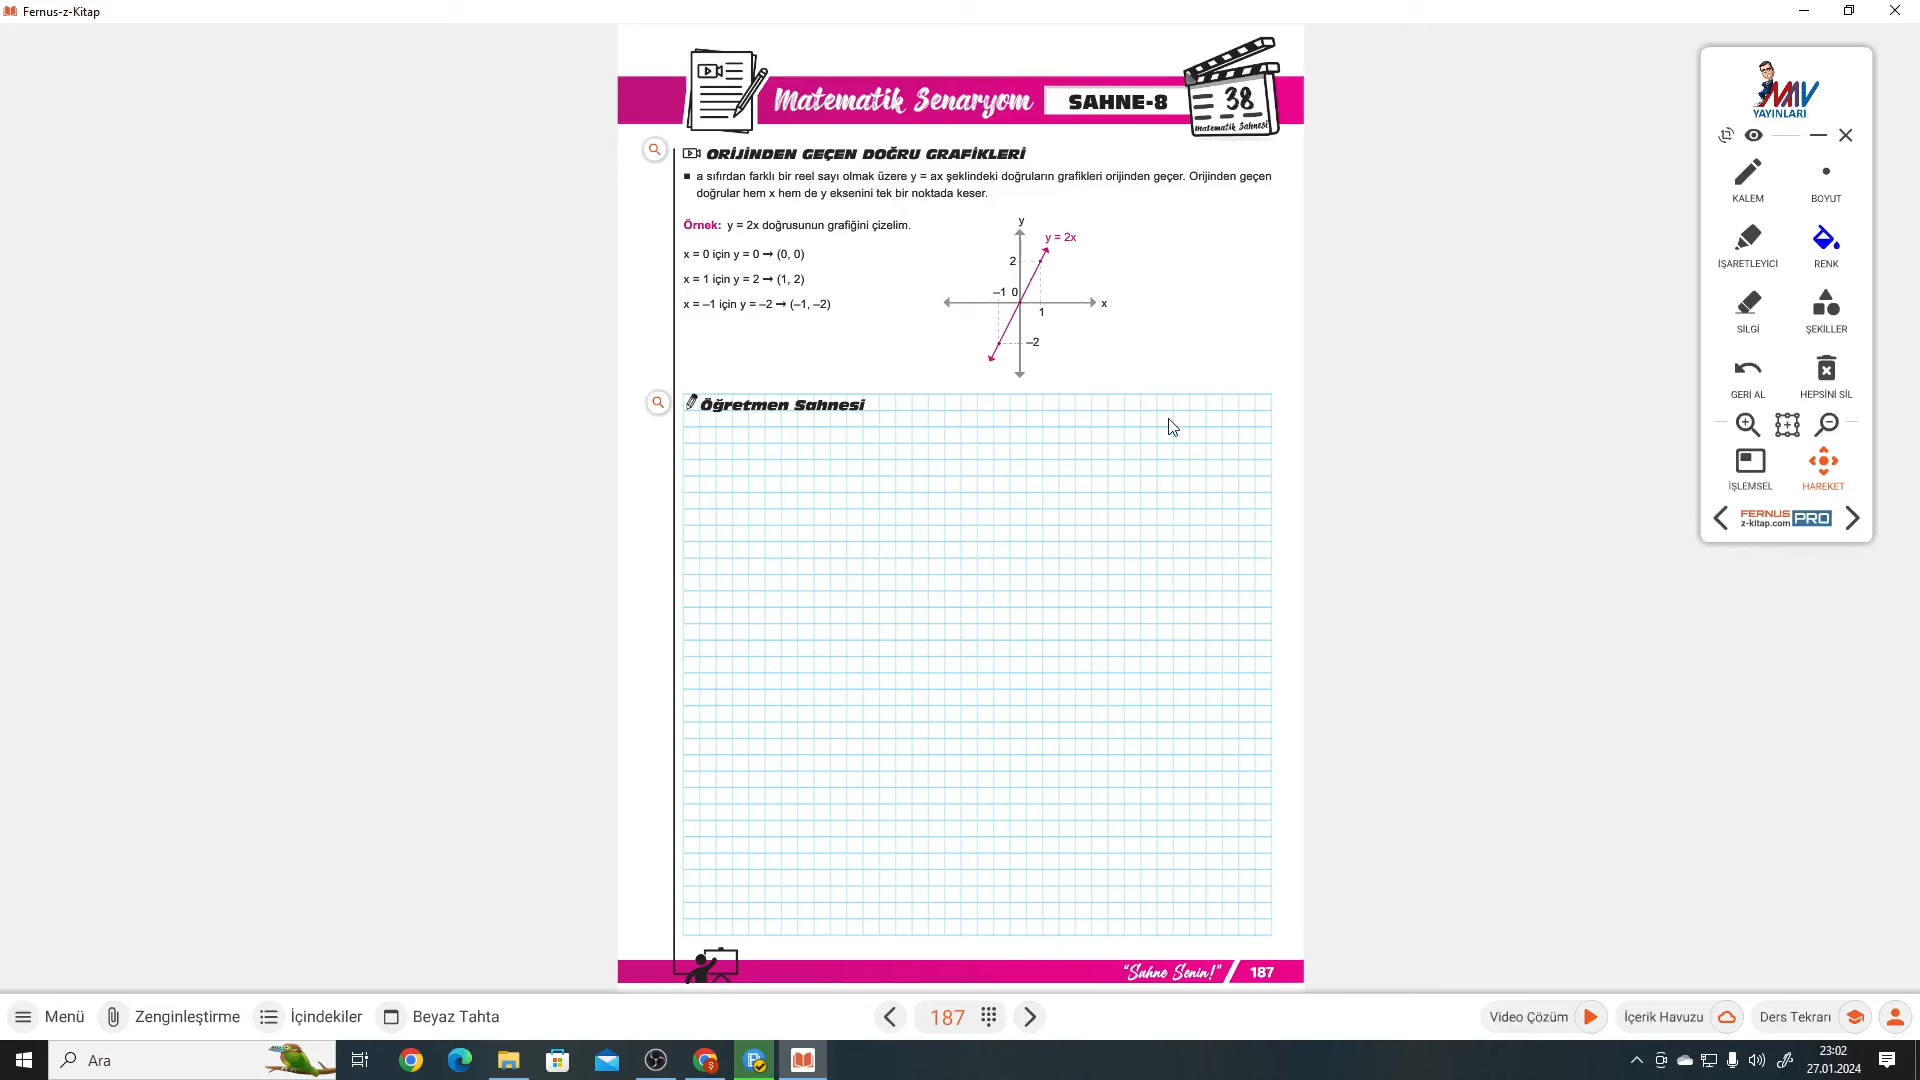 Fernus-z-Kitap
Matematik Senaryom
SAHNE-8
38
Matematik Sahnesi
ORİJİNDEN GEÇEN DOĞRU GRAFİKLERİ
■ a sıfırdan farklı bir reel sayı olmak üzere y = ax şeklindeki doğruların grafikleri orijinden geçer. Orijinden geçen
doğrular hem x hem de y eksenini tek bir noktada keser.
Örnek: y = 2x doğrusunun grafiğini çizelim.
x = 0 için y = 0 → (0, 0)
x = 1 için y = 2 → (1, 2)
x = –1 için y = –2 → (–1, –2)
y
y = 2x
2
–1 0
x
1
–2
Öğretmen Sahnesi
"Sahne Senin!"
187
MMV
YAYINLARI
KALEM
BOYUT
İŞARETLEYİCİ
RENK
SİLGİ
ŞEKİLLER
GERİ AL
HEPSİNİ SİL
İŞLEMSEL
HAREKET
FERNUS
z-kitap.com
PRO
Menü
Zenginleştirme
İçindekiler
Beyaz Tahta
187
Video Çözüm
İçerik Havuzu
Ders Tekrarı
Ara
23:02
27.01.2024